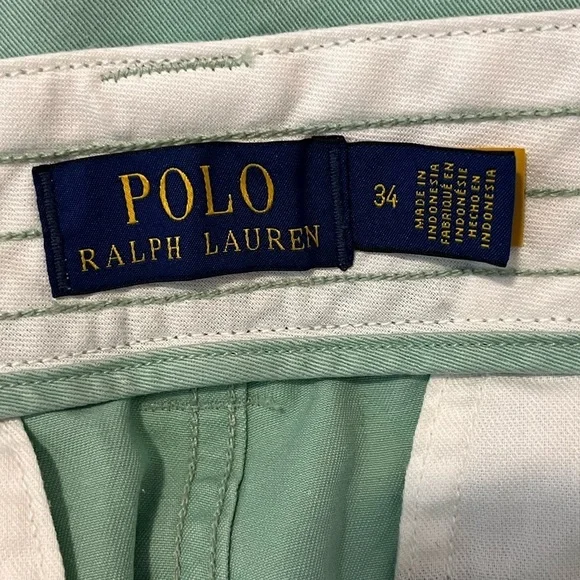 POLO
RALPH LAUREN
34
MADE IN
INDONESIA
FABRIQUÉ EN
INDONÉSIE
HECHO EN
INDONESIA